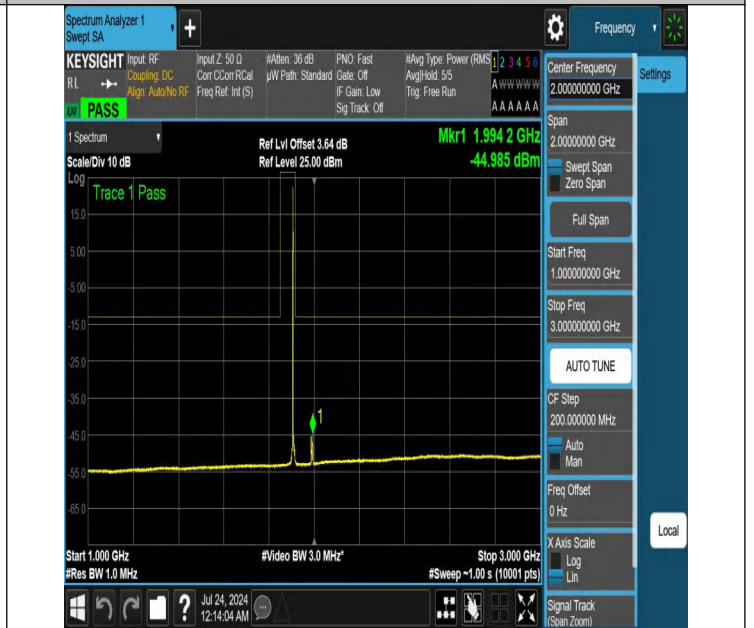 Spectrum Analyzer 1
Swept SA
+
Frequency
KEYSIGHT
RL
PASS
Input: RF
Coupling: DC
Align: Auto/No RF
Input Z: 50 Ω
Corr CCorr RCal
Freq Ref: Int (S)
#Atten: 36 dB
µW Path: Standard
PNO: Fast
Gate: Off
IF Gain: Low
Sig Track: Off
#Avg Type: Power (RMS
Avg|Hold: 5/5
Trig: Free Run
1 2 3 4 5 6
A W W W W W
A A A A A A
1 Spectrum
Scale/Div 10 dB
Ref Lvl Offset 3.64 dB
Ref Level 25.00 dBm
Mkr1 1.994 2 GHz
-44.985 dBm
Log
Trace 1 Pass
15.0
5.00
-5.00
-15.0
-25.0
-35.0
-45.0
-55.0
-65.0
1
Start 1.000 GHz
#Res BW 1.0 MHz
#Video BW 3.0 MHz*
Stop 3.000 GHz
#Sweep ~1.00 s (10001 pts)
Center Frequency
2.000000000 GHz
Settings
Span
2.00000000 GHz
Swept Span
Zero Span
Full Span
Start Freq
1.000000000 GHz
Stop Freq
3.000000000 GHz
AUTO TUNE
CF Step
200.000000 MHz
Auto
Man
Freq Offset
0 Hz
X Axis Scale
Log
Lin
Signal Track
(Span Zoom)
Local
?
Jul 24, 2024
12:14:04 AM